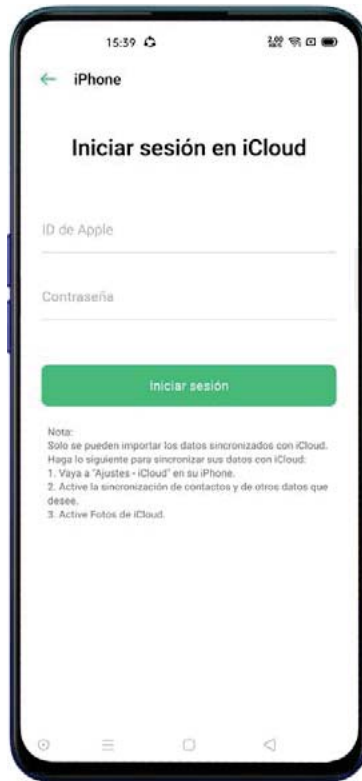 15:39
← iPhone
Iniciar sesión en iCloud
ID de Apple
Contraseña
Iniciar sesión
Nota:
Solo se pueden importar los datos sincronizados con iCloud.
Haga lo siguiente para sincronizar sus datos con iCloud:
1. Vaya a "Ajustes - iCloud" en su iPhone.
2. Active la sincronización de contactos y de otros datos que
desee.
3. Active Fotos de iCloud.